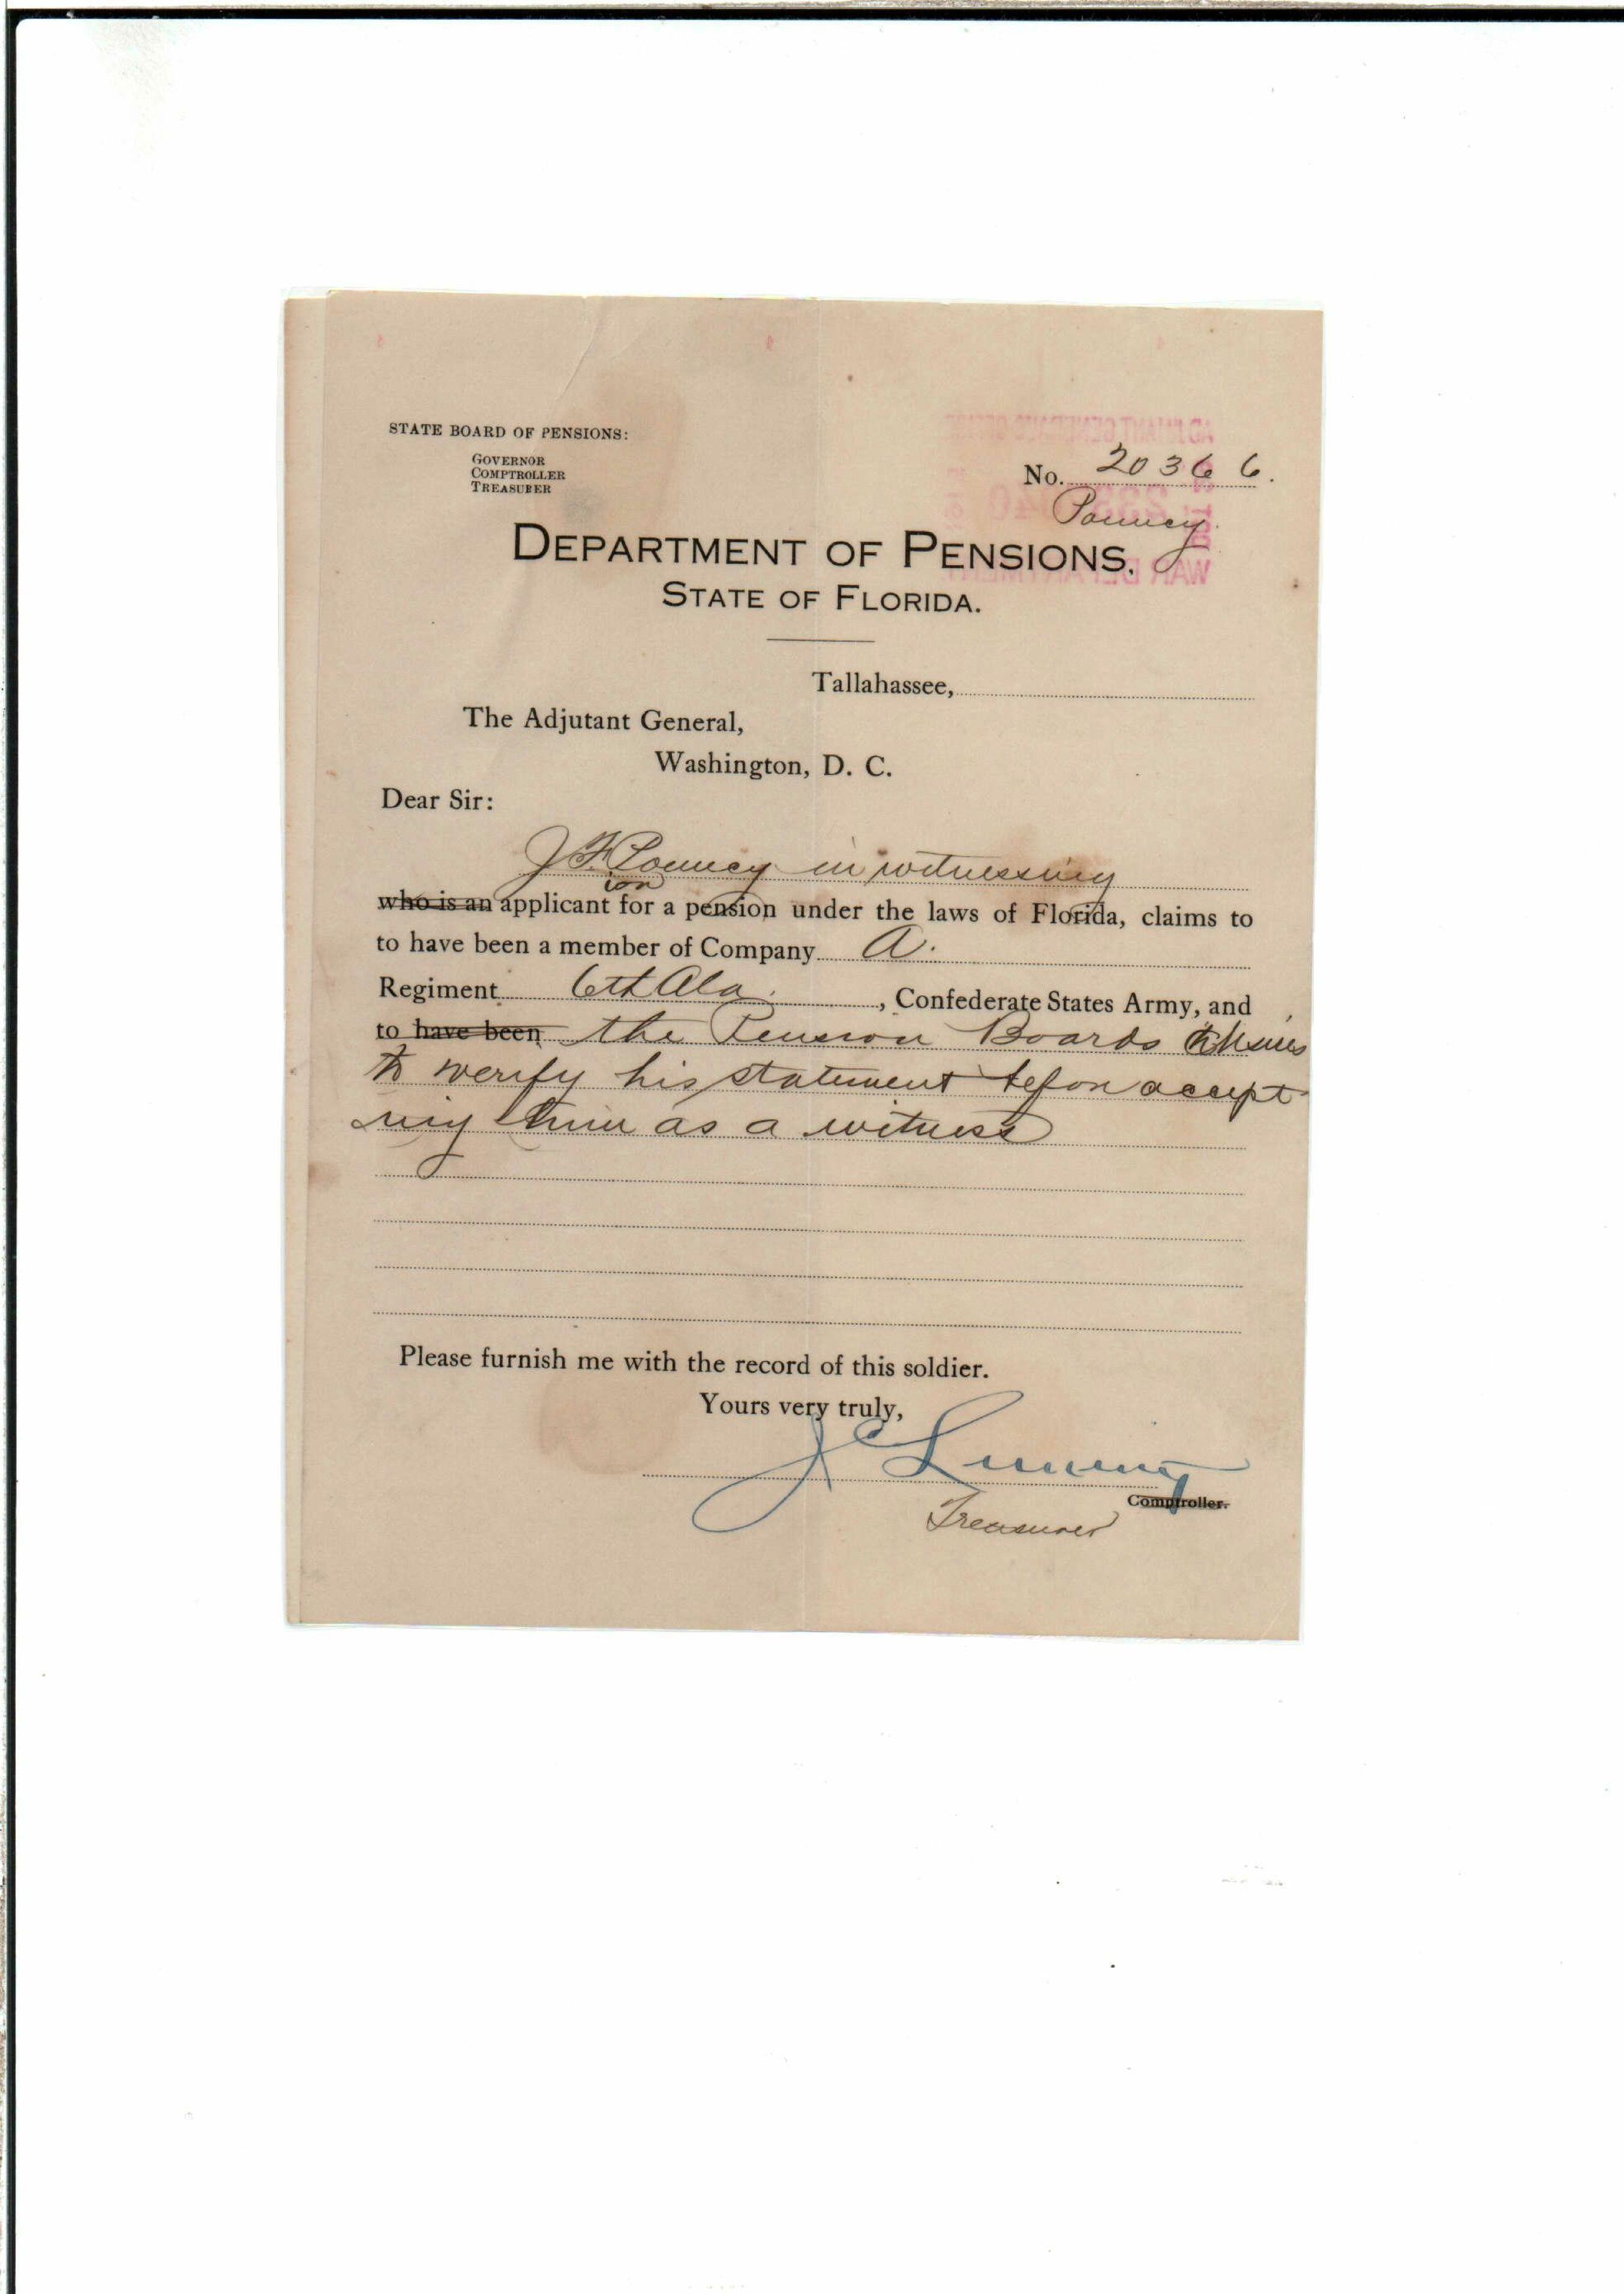 STATE BOARD OF PENSIONS:
GOVERNOR
COMPTROLLER
TREASURER
No. 20366.
DEPARTMENT OF PENSIONS.
STATE OF FLORIDA.
Tallahassee,
The Adjutant General,
Washington, D. C.
Dear Sir:
J. F. in witnessing
ion
who is an applicant for a pension under the laws of Florida, claims to
to have been a member of Company A.
Regiment 6th Ala. , Confederate States Army, and
to have been the Pension Boards
to verify his statement before accept
ing him as a witness
Please furnish me with the record of this soldier.
Yours very truly,
J C Luning
Comptroller.
Treasurer